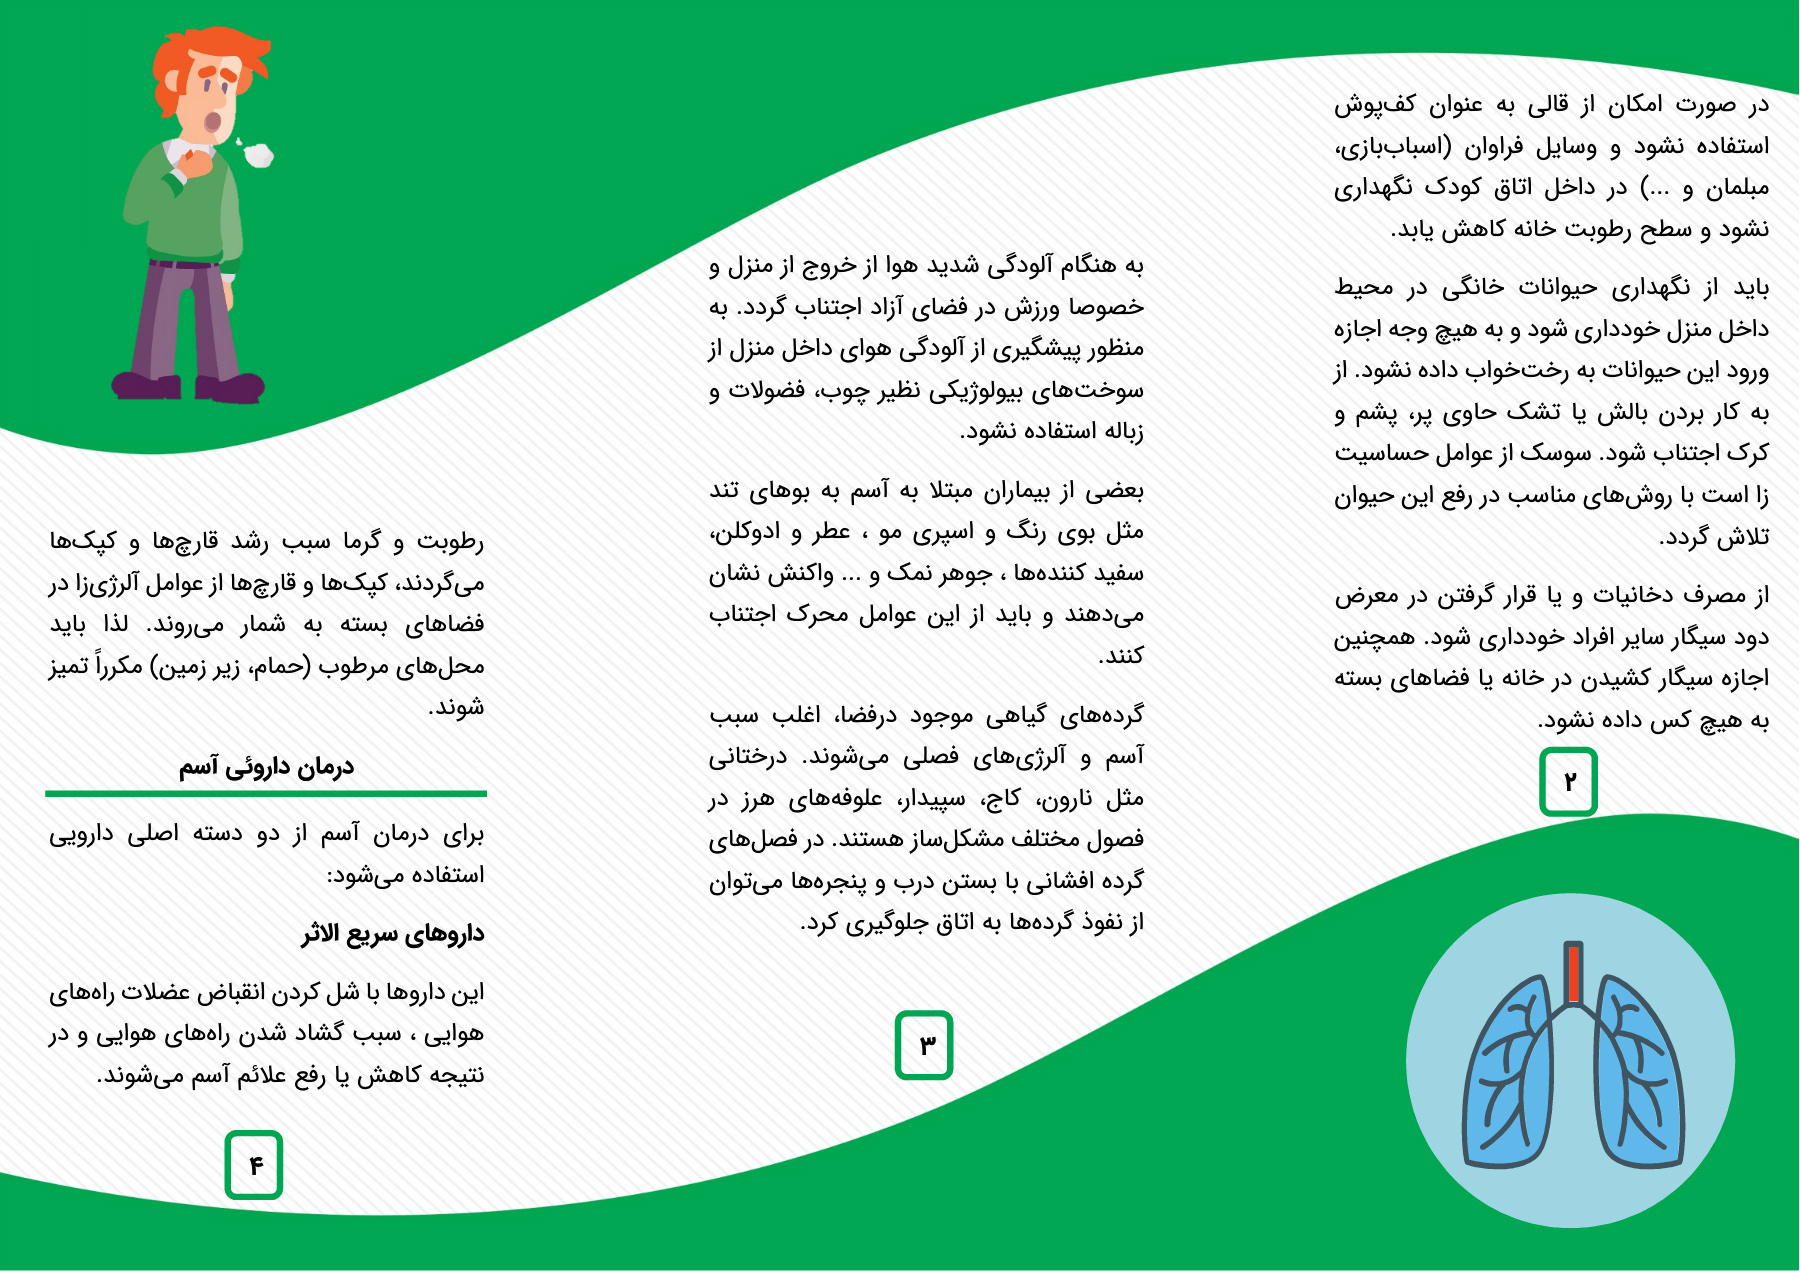 در صورت امکان از قالی به عنوان کف‌پوش
استفاده نشود و وسایل فراوان (اسباب‌بازی،
مبلمان و ...) در داخل اتاق کودک نگهداری
نشود و سطح رطوبت خانه کاهش یابد.
باید از نگهداری حیوانات خانگی در محیط
داخل منزل خودداری شود و به هیچ وجه اجازه
ورود این حیوانات به رخت‌خواب داده نشود. از
به کار بردن بالش یا تشک حاوی پر، پشم و
کرک اجتناب شود. سوسک از عوامل حساسیت
زا است با روش‌های مناسب در رفع این حیوان
تلاش گردد.
از مصرف دخانیات و یا قرار گرفتن در معرض
دود سیگار سایر افراد خودداری شود. همچنین
اجازه سیگار کشیدن در خانه یا فضاهای بسته
به هیچ کس داده نشود.
۲
به هنگام آلودگی شدید هوا از خروج از منزل و
خصوصا ورزش در فضای آزاد اجتناب گردد. به
منظور پیشگیری از آلودگی هوای داخل منزل از
سوخت‌های بیولوژیکی نظیر چوب، فضولات و
زباله استفاده نشود.
بعضی از بیماران مبتلا به آسم به بوهای تند
مثل بوی رنگ و اسپری مو ، عطر و ادوکلن،
سفید کننده‌ها ، جوهر نمک و ... واکنش نشان
می‌دهند و باید از این عوامل محرک اجتناب
کنند.
گرده‌های گیاهی موجود درفضا، اغلب سبب
آسم و آلرژی‌های فصلی می‌شوند. درختانی
مثل نارون، کاج، سپیدار، علوفه‌های هرز در
فصول مختلف مشکل‌ساز هستند. در فصل‌های
گرده افشانی با بستن درب و پنجره‌ها می‌توان
از نفوذ گرده‌ها به اتاق جلوگیری کرد.
۳
رطوبت و گرما سبب رشد قارچ‌ها و کپک‌ها
می‌گردند، کپک‌ها و قارچ‌ها از عوامل آلرژی‌زا در
فضاهای بسته به شمار می‌روند. لذا باید
محل‌های مرطوب (حمام، زیر زمین) مکرراً تمیز
شوند.
درمان داروئی آسم
برای درمان آسم از دو دسته اصلی دارویی
استفاده می‌شود:
داروهای سریع الاثر
این داروها با شل کردن انقباض عضلات راه‌های
هوایی ، سبب گشاد شدن راه‌های هوایی و در
نتیجه کاهش یا رفع علائم آسم می‌شوند.
۴